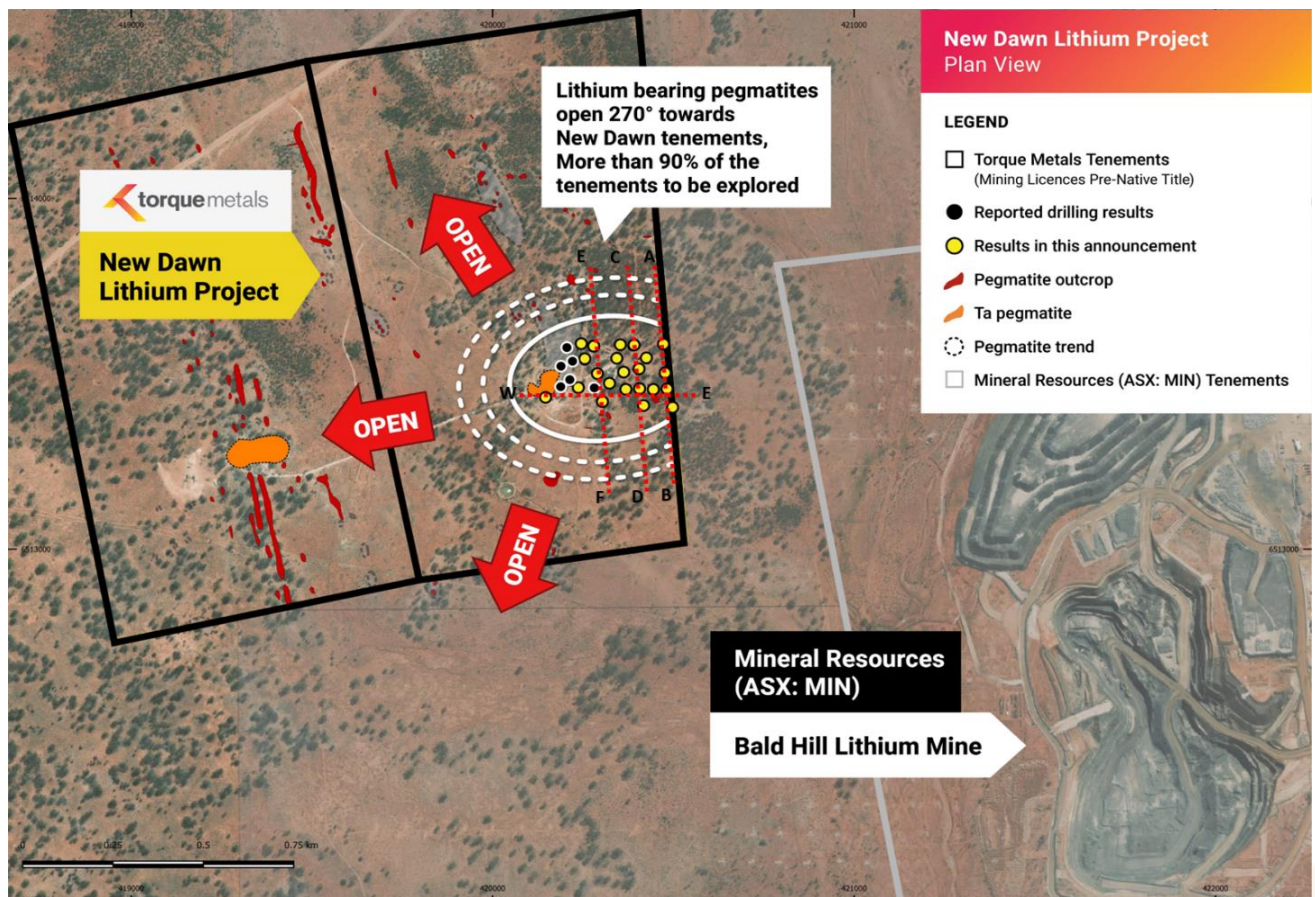 419000
420000
421000
New Dawn Lithium Project
Plan View
LEGEND
Torque Metals Tenements
(Mining Licences Pre-Native Title)
Reported drilling results
Results in this announcement
Pegmatite outcrop
Ta pegmatite
Pegmatite trend
Mineral Resources (ASX: MIN) Tenements
Lithium bearing pegmatites
open 270° towards
New Dawn tenements,
More than 90% of the
tenements to be explored
torquemetals
New Dawn
Lithium Project
OPEN
E
C
A
OPEN
W
E
F
D
B
OPEN
6513000
6513000
Mineral Resources
(ASX: MIN)
Bald Hill Lithium Mine
0
0.25
0.5
0.75 km
419000
420000
421000
422000